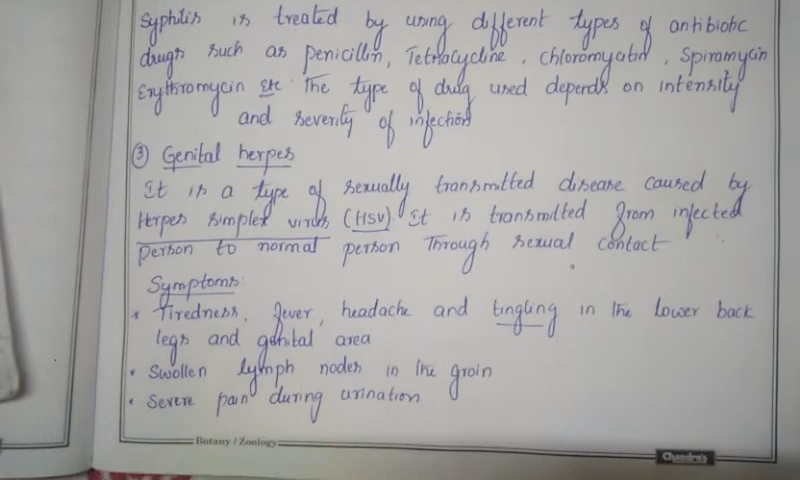 Syphilis is treated by using different types of antibiotic
drugs such as penicillin, Tetracycline, chloromycetin, Spiramycin
Erythromycin etc. The type of drug used depends on intensity
and severity of infection
③ Genital herpes
It is a type of sexually transmitted disease caused by
Herpes simplex virus (HSV). It is transmitted from infected
person to normal person through sexual contact
Symptoms:
* Tiredness, fever, headache and tingling in the lower back
legs and genital area
* Swollen lymph nodes in the groin
* Severe pain during urination
Botany / Zoology
Chandra's